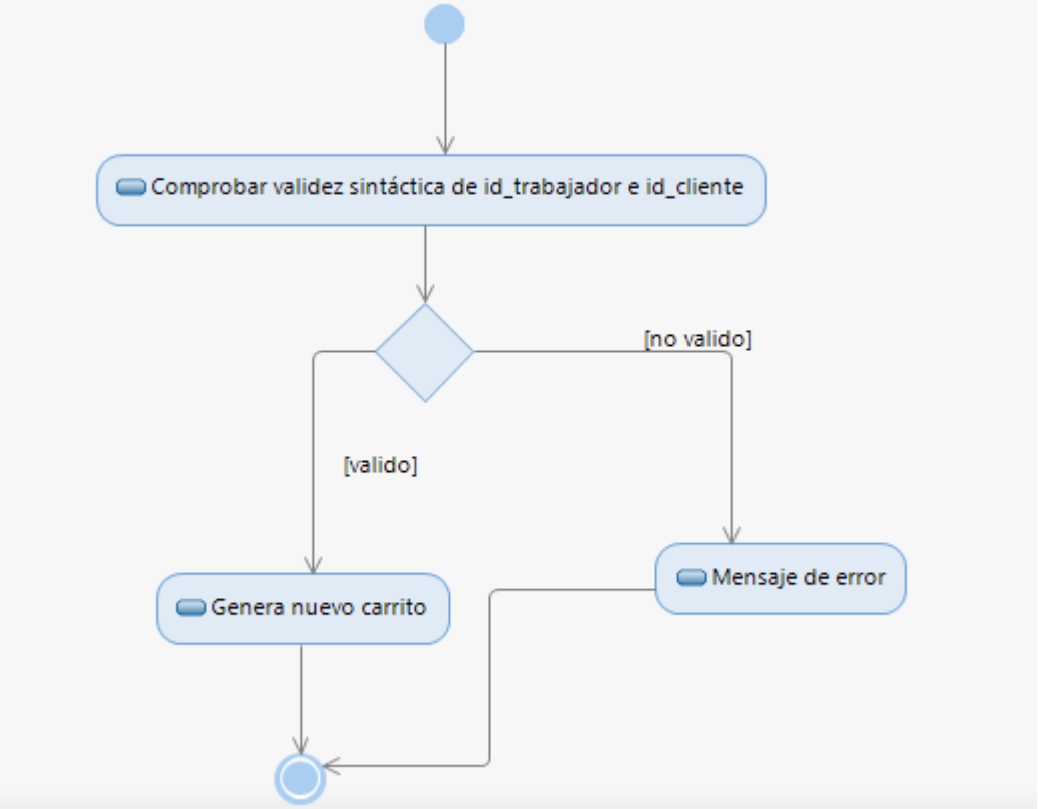 Comprobar validez sintáctica de id_trabajador e id_cliente
[no valido]
[valido]
Mensaje de error
Genera nuevo carrito